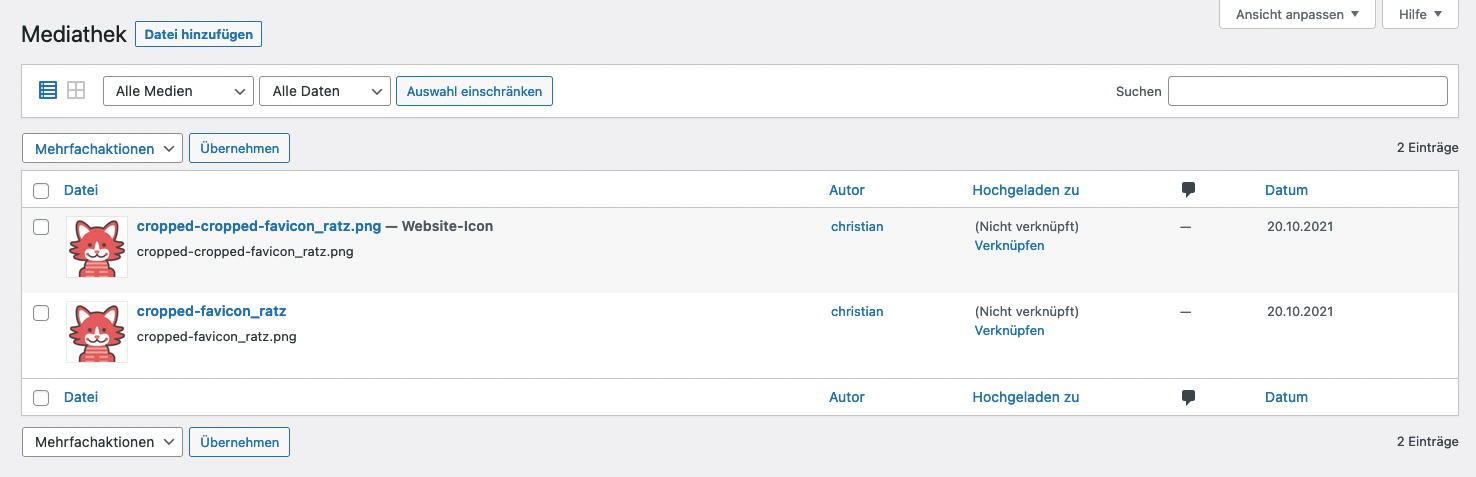 Ansicht anpassen
Hilfe
Mediathek Datei hinzufügen
Alle Medien Alle Daten Auswahl einschränken Suchen
Mehrfachaktionen Übernehmen 2 Einträge
Datei Autor Hochgeladen zu Datum
cropped-cropped-favicon_ratz.png — Website-Icon christian (Nicht verknüpft) — 20.10.2021
cropped-cropped-favicon_ratz.png Verknüpfen
cropped-favicon_ratz christian (Nicht verknüpft) — 20.10.2021
cropped-favicon_ratz.png Verknüpfen
Datei Autor Hochgeladen zu Datum
Mehrfachaktionen Übernehmen 2 Einträge